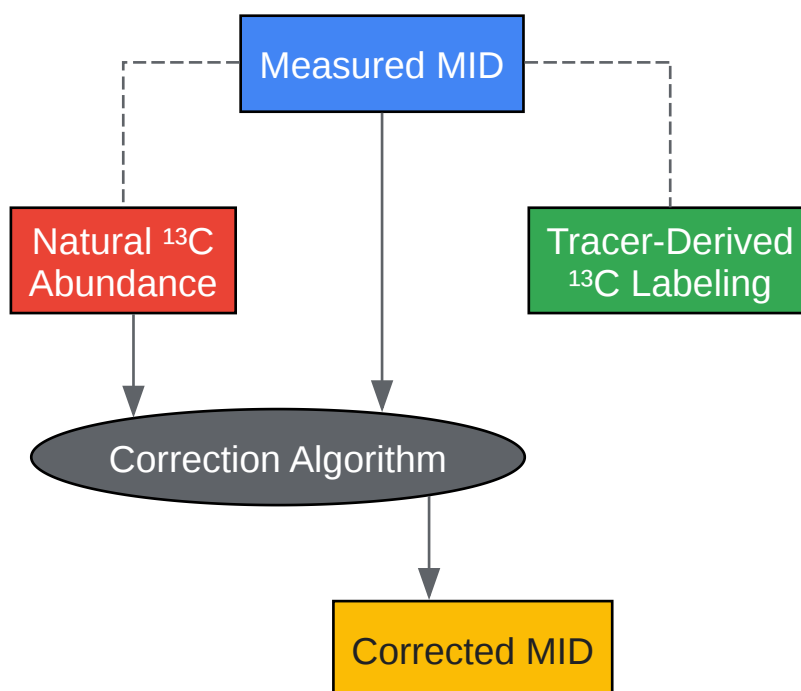 Measured MID
Natural ¹³C
Abundance
Tracer-Derived
¹³C Labeling
Correction Algorithm
Corrected MID